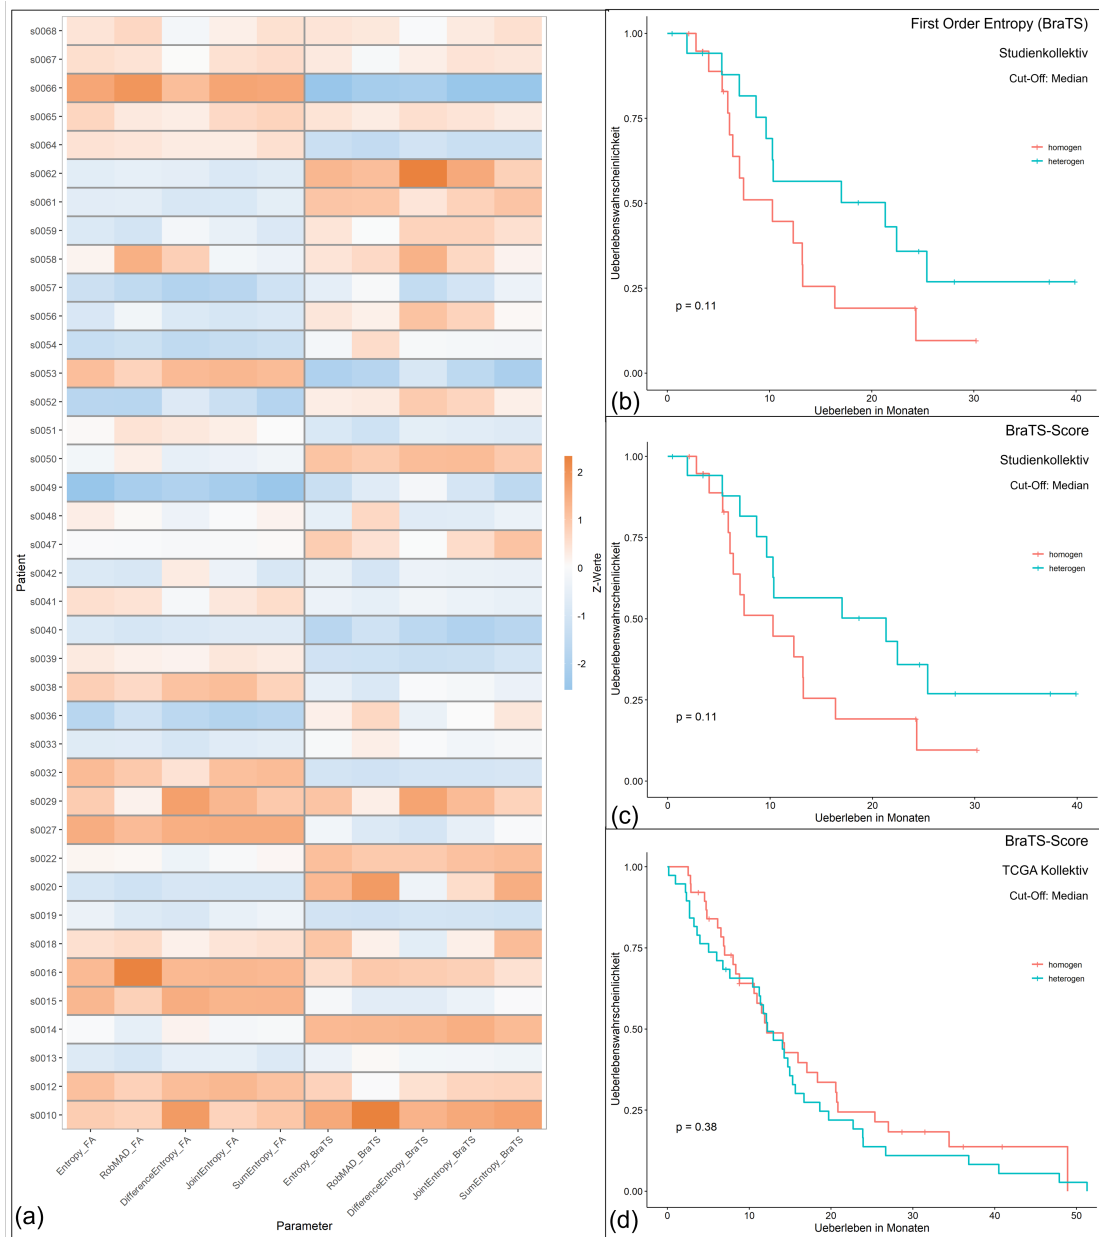 s0068
s0067
s0066
s0065
s0064
s0062
s0061
s0059
s0058
s0057
s0056
s0054
s0053
s0052
s0051
s0050
s0049
s0048
s0047
s0042
s0041
s0040
s0039
s0038
s0036
s0033
s0032
s0029
s0027
s0022
s0020
s0019
s0018
s0016
s0015
s0014
s0013
s0012
s0010
Patient
Entropy_FA
RobMAD_FA
DifferenceEntropy_FA
JointEntropy_FA
SumEntropy_FA
Entropy_BraTS
RobMAD_BraTS
DifferenceEntropy_BraTS
JointEntropy_BraTS
SumEntropy_BraTS
Parameter
(a)
2
1
0
-1
-2
Z-Werte
First Order Entropy (BraTS)
Studienkollektiv
Cut-Off: Median
homogen
heterogen
p = 0.11
1.00
0.75
0.50
0.25
0.00
Ueberlebenswahrscheinlichkeit
0
10
20
30
40
Ueberleben in Monaten
(b)
BraTS-Score
Studienkollektiv
Cut-Off: Median
homogen
heterogen
p = 0.11
1.00
0.75
0.50
0.25
0.00
Ueberlebenswahrscheinlichkeit
0
10
20
30
40
Ueberleben in Monaten
(c)
BraTS-Score
TCGA Kollektiv
Cut-Off: Median
homogen
heterogen
p = 0.38
1.00
0.75
0.50
0.25
0.00
Ueberlebenswahrscheinlichkeit
0
10
20
30
40
50
Ueberleben in Monaten
(d)